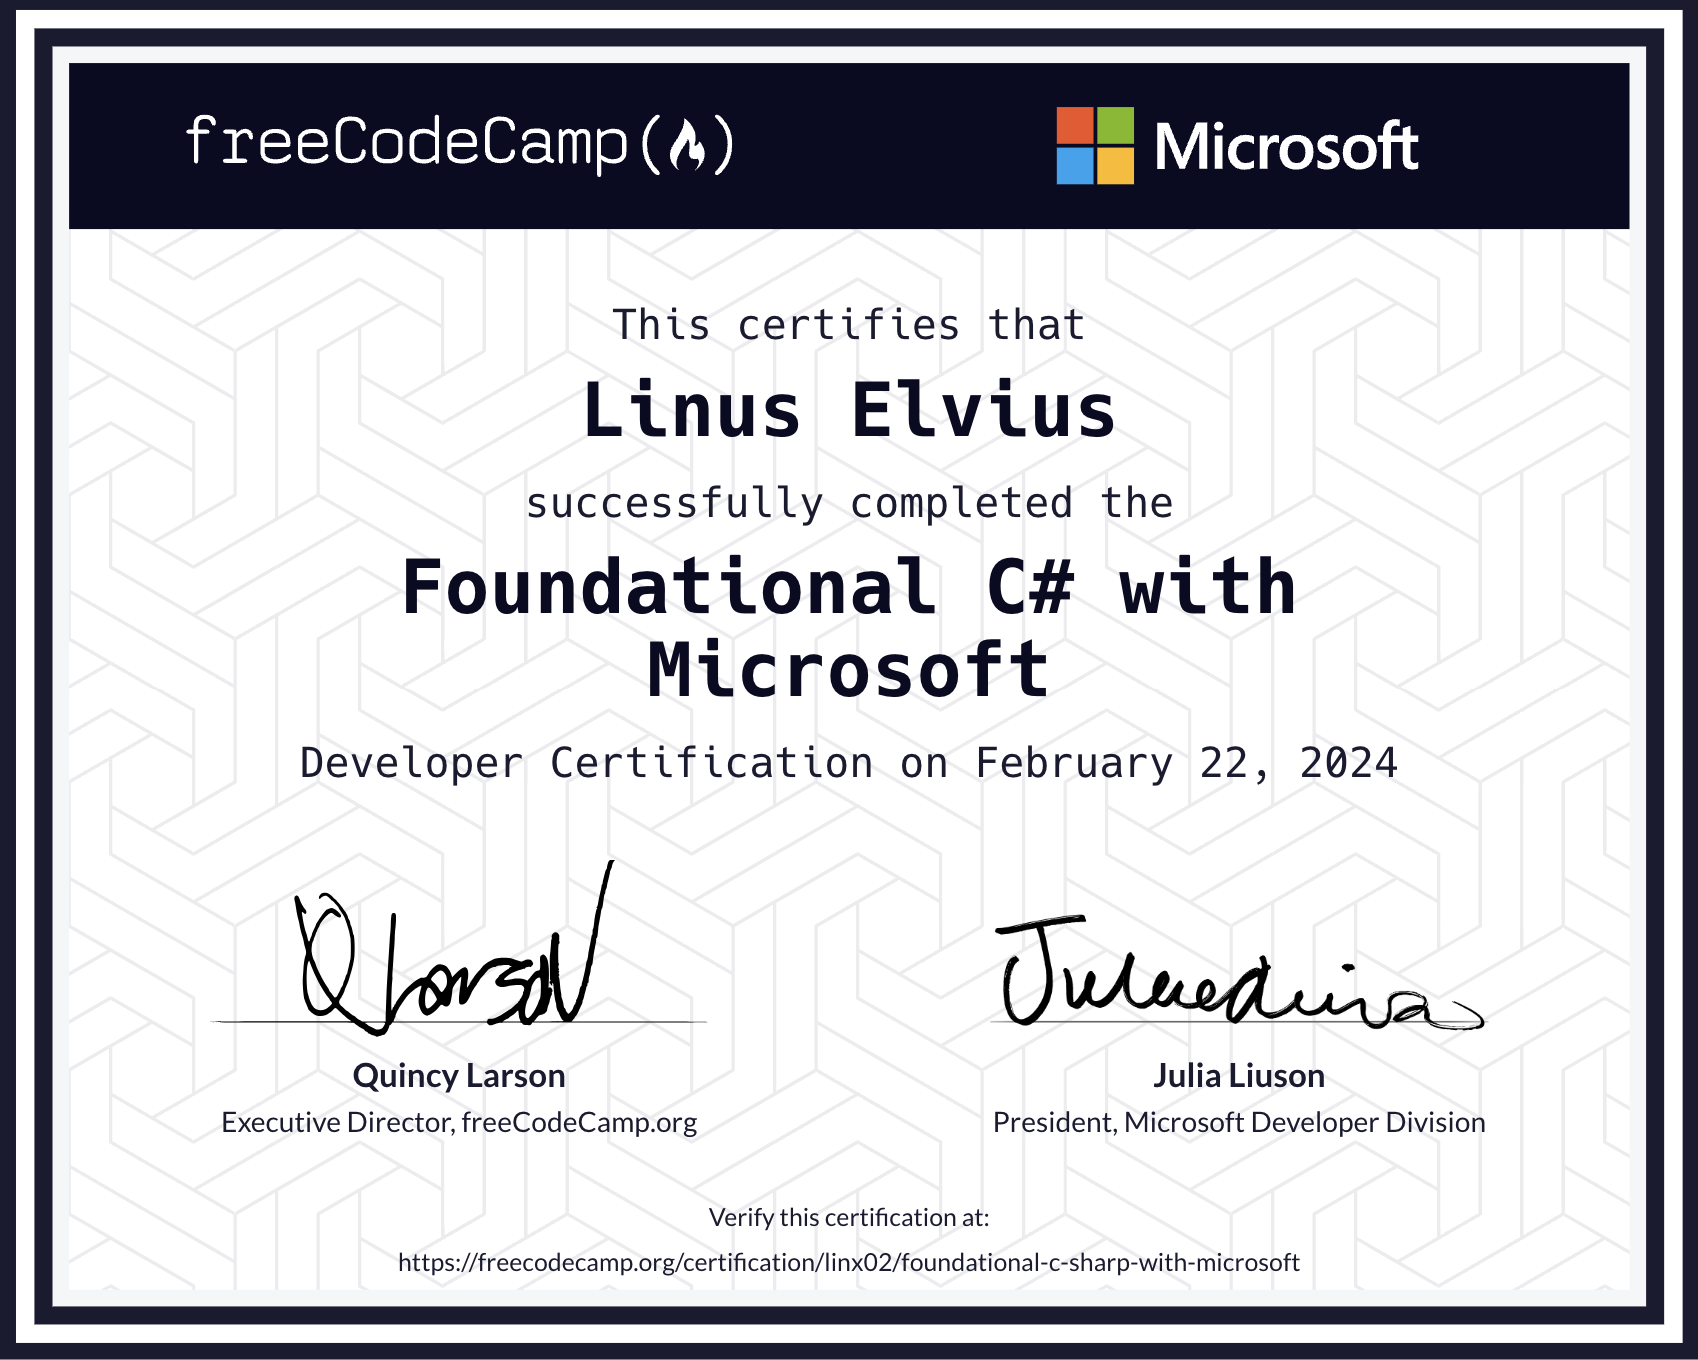 freeCodeCamp
Microsoft
This certifies that
Linus Elvius
successfully completed the
Foundational C# with
Microsoft
Developer Certification on February 22, 2024
Quincy Larson
Executive Director, freeCodeCamp.org
Julia Liuson
President, Microsoft Developer Division
Verify this certification at:
https://freecodecamp.org/certification/linx02/foundational-c-sharp-with-microsoft